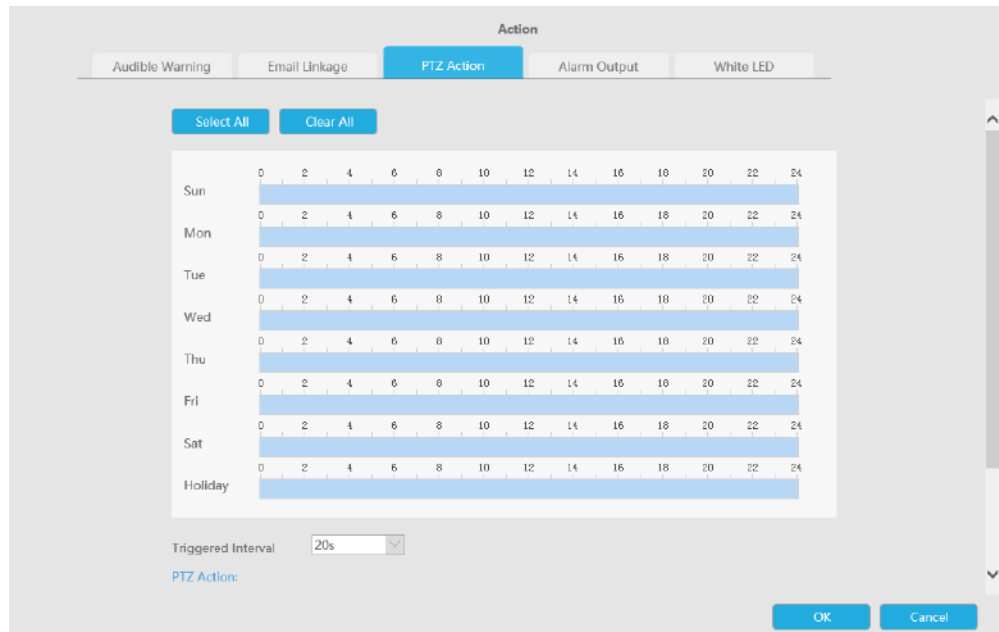 Action
Audible Warning Email Linkage PTZ Action Alarm Output White LED
Select All Clear All
0 2 4 6 8 10 12 14 16 18 20 22 24
Sun
0 2 4 6 8 10 12 14 16 18 20 22 24
Mon
0 2 4 6 8 10 12 14 16 18 20 22 24
Tue
0 2 4 6 8 10 12 14 16 18 20 22 24
Wed
0 2 4 6 8 10 12 14 16 18 20 22 24
Thu
0 2 4 6 8 10 12 14 16 18 20 22 24
Fri
0 2 4 6 8 10 12 14 16 18 20 22 24
Sat
0 2 4 6 8 10 12 14 16 18 20 22 24
Holiday
Triggered Interval 20s
PTZ Action:
OK Cancel